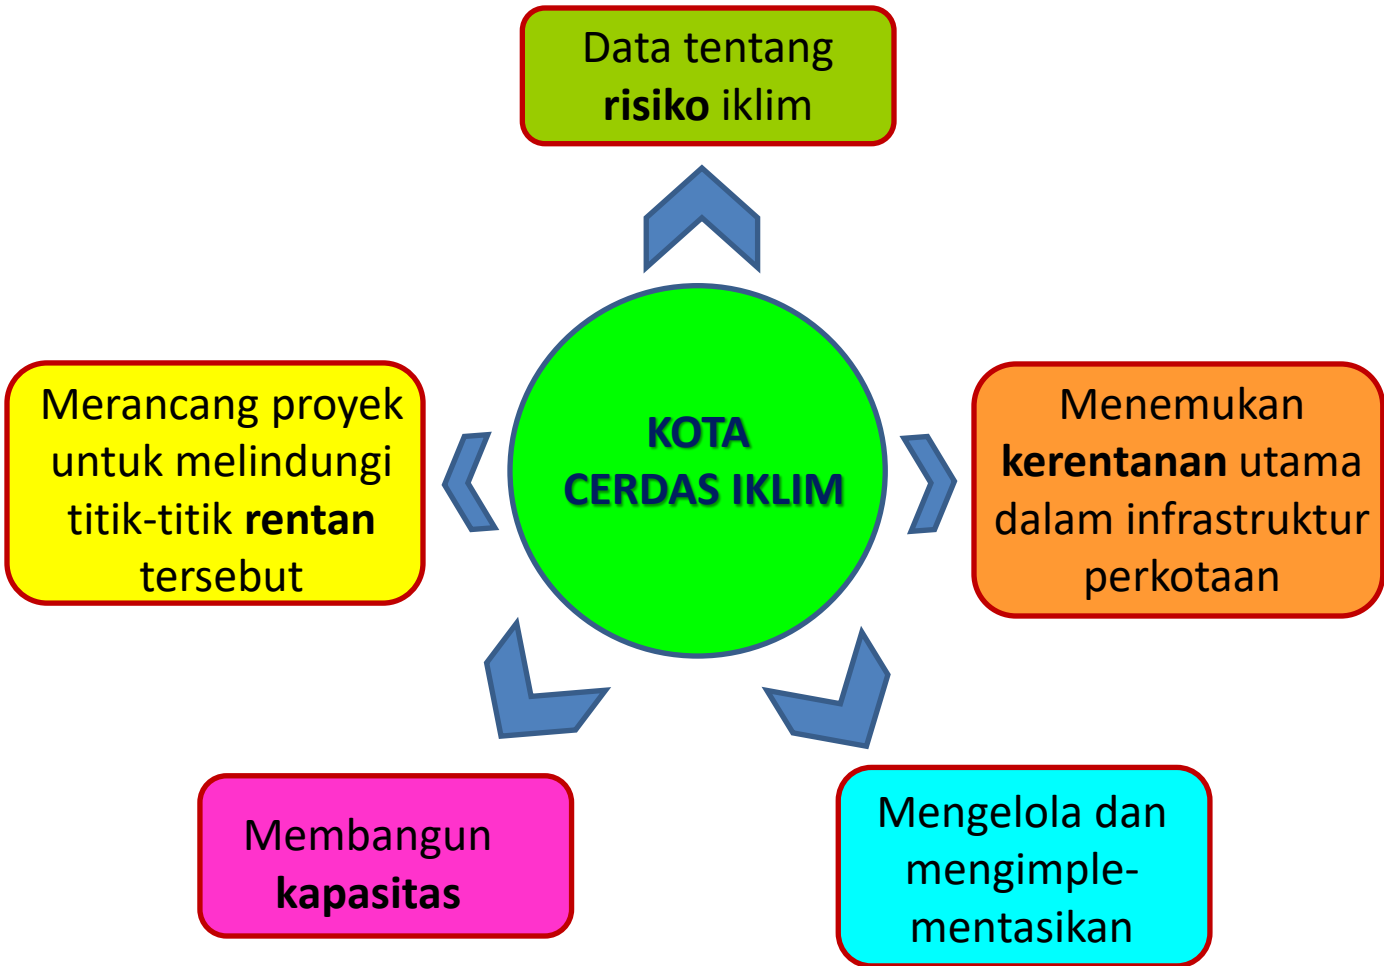 Data tentang
risiko iklim
Merancang proyek
untuk melindungi
titik-titik rentan
tersebut
KOTA
CERDAS IKLIM
Menemukan
kerentanan utama
dalam infrastruktur
perkotaan
Membangun
kapasitas
Mengelola dan
mengimple-
mentasikan